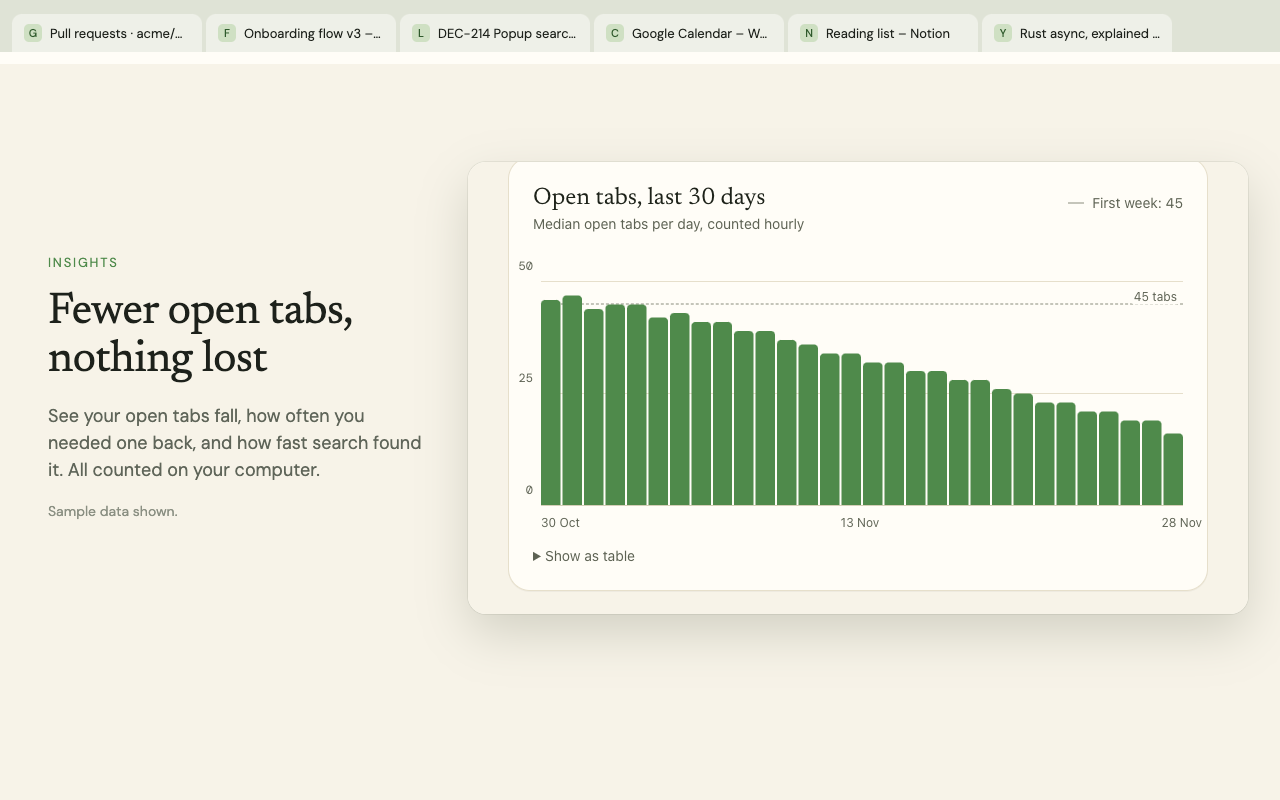 G Pull requests · acme/...
F Onboarding flow v3 –...
L DEC-214 Popup searc...
C Google Calendar – W...
N Reading list – Notion
Y Rust async, explained ...
INSIGHTS
Fewer open tabs,
nothing lost
See your open tabs fall, how often you
needed one back, and how fast search found
it. All counted on your computer.
Sample data shown.
Open tabs, last 30 days
Median open tabs per day, counted hourly
First week: 45
50
45 tabs
25
0
30 Oct
13 Nov
28 Nov
Show as table